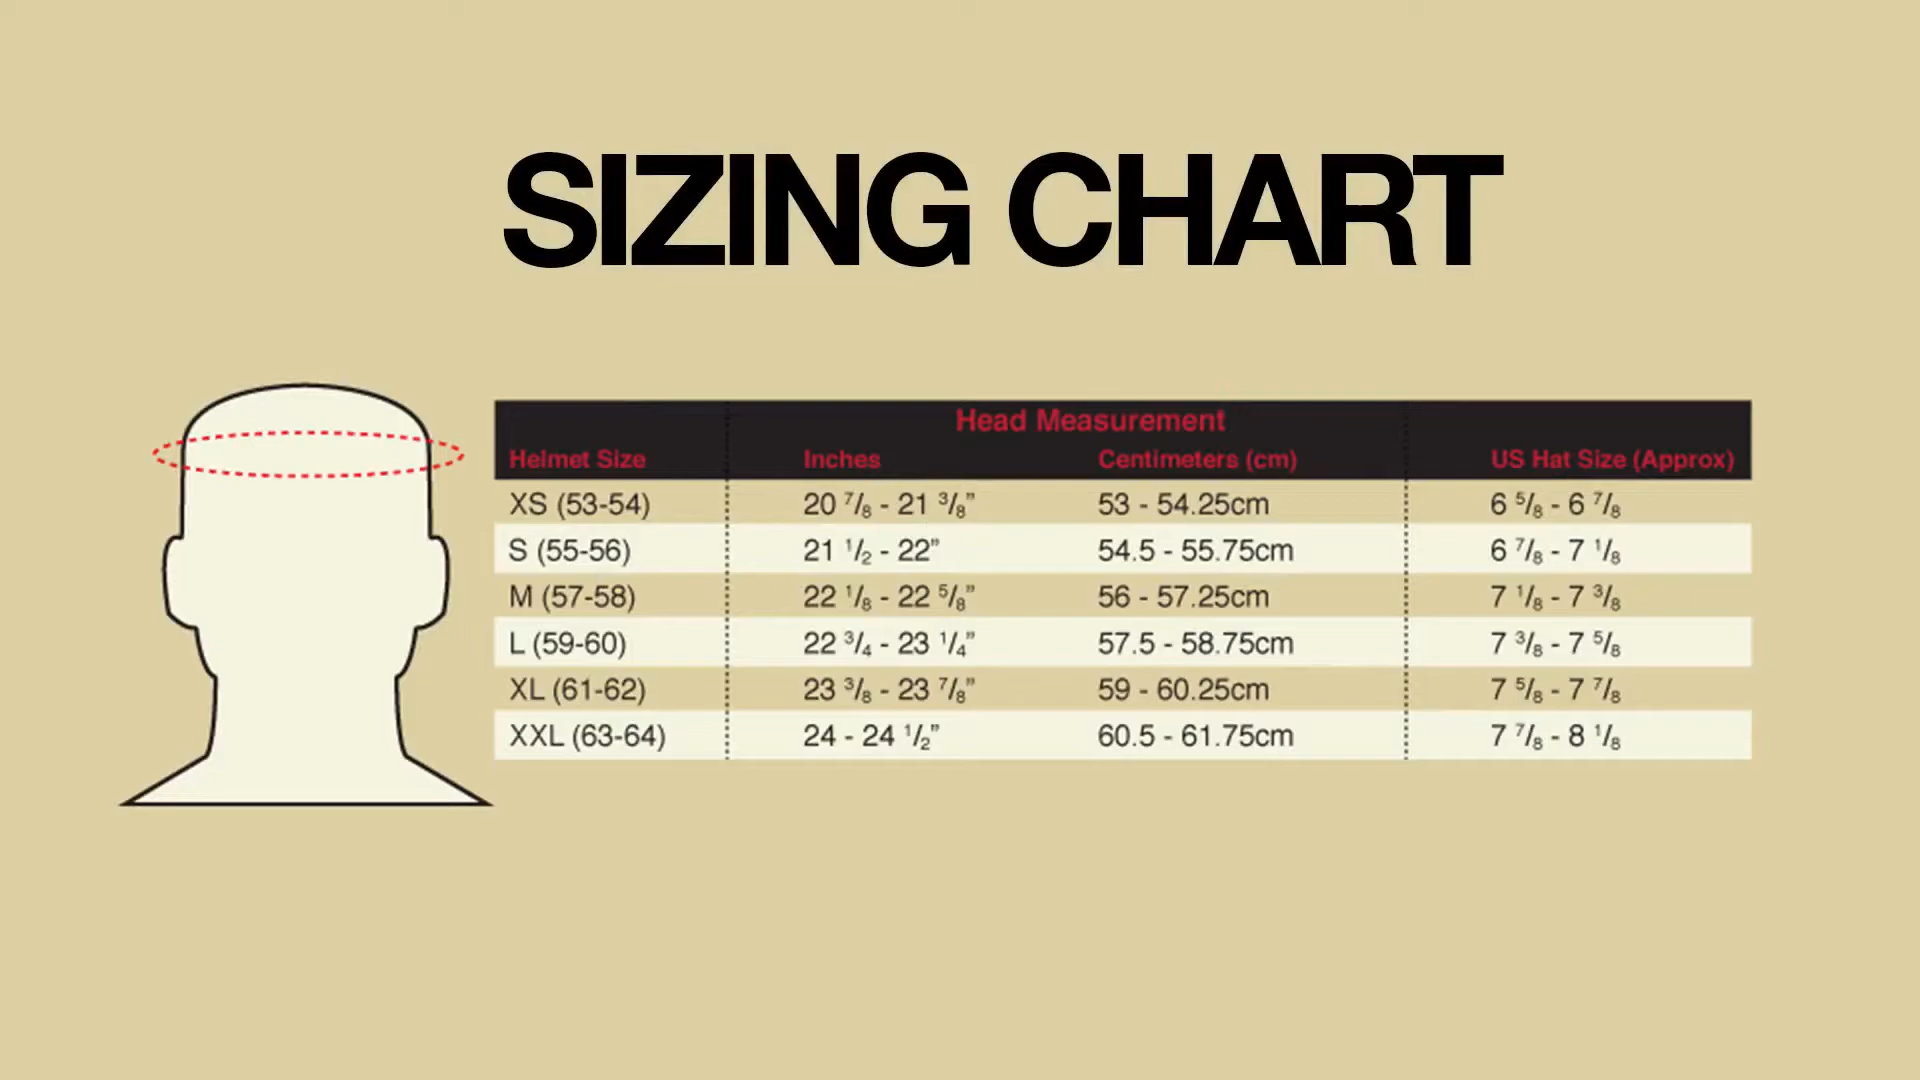 SIZING CHART
Head Measurement
Helmet Size Inches Centimeters (cm) US Hat Size (Approx)
XS (53-54) 20 7/8 - 21 3/8” 53 - 54.25cm 6 5/8 - 6 7/8
S (55-56) 21 1/2 - 22” 54.5 - 55.75cm 6 7/8 - 7 1/8
M (57-58) 22 1/8 - 22 5/8” 56 - 57.25cm 7 1/8 - 7 3/8
L (59-60) 22 3/4 - 23 1/4” 57.5 - 58.75cm 7 3/8 - 7 5/8
XL (61-62) 23 3/8 - 23 7/8” 59 - 60.25cm 7 5/8 - 7 7/8
XXL (63-64) 24 - 24 1/2” 60.5 - 61.75cm 7 7/8 - 8 1/8